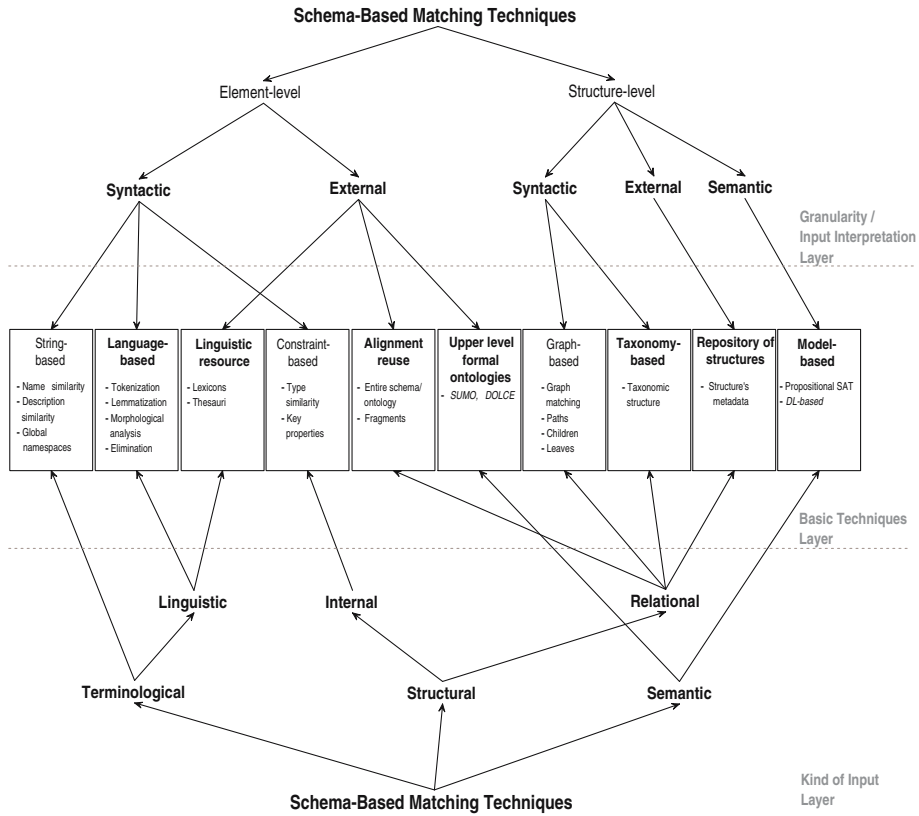 Schema-Based Matching Techniques
Element-level
Structure-level
Syntactic
External
Syntactic
External
Semantic
Granularity /
Input Interpretation
Layer
String-
based
- Name similarity
- Description
similarity
- Global
namespaces
Language-
based
- Tokenization
- Lemmatization
- Morphological
analysis
- Elimination
Linguistic
resource
- Lexicons
- Thesauri
Constraint-
based
- Type
similarity
- Key
properties
Alignment
reuse
- Entire schema/
ontology
- Fragments
Upper level
formal
ontologies
- SUMO, DOLCE
Graph-
based
- Graph
matching
- Paths
- Children
- Leaves
Taxonomy-
based
- Taxonomic
structure
Repository of
structures
- Structure's
metadata
Model-
based
- Propositional SAT
- DL-based
Basic Techniques
Layer
Linguistic
Internal
Relational
Terminological
Structural
Semantic
Kind of Input
Layer
Schema-Based Matching Techniques